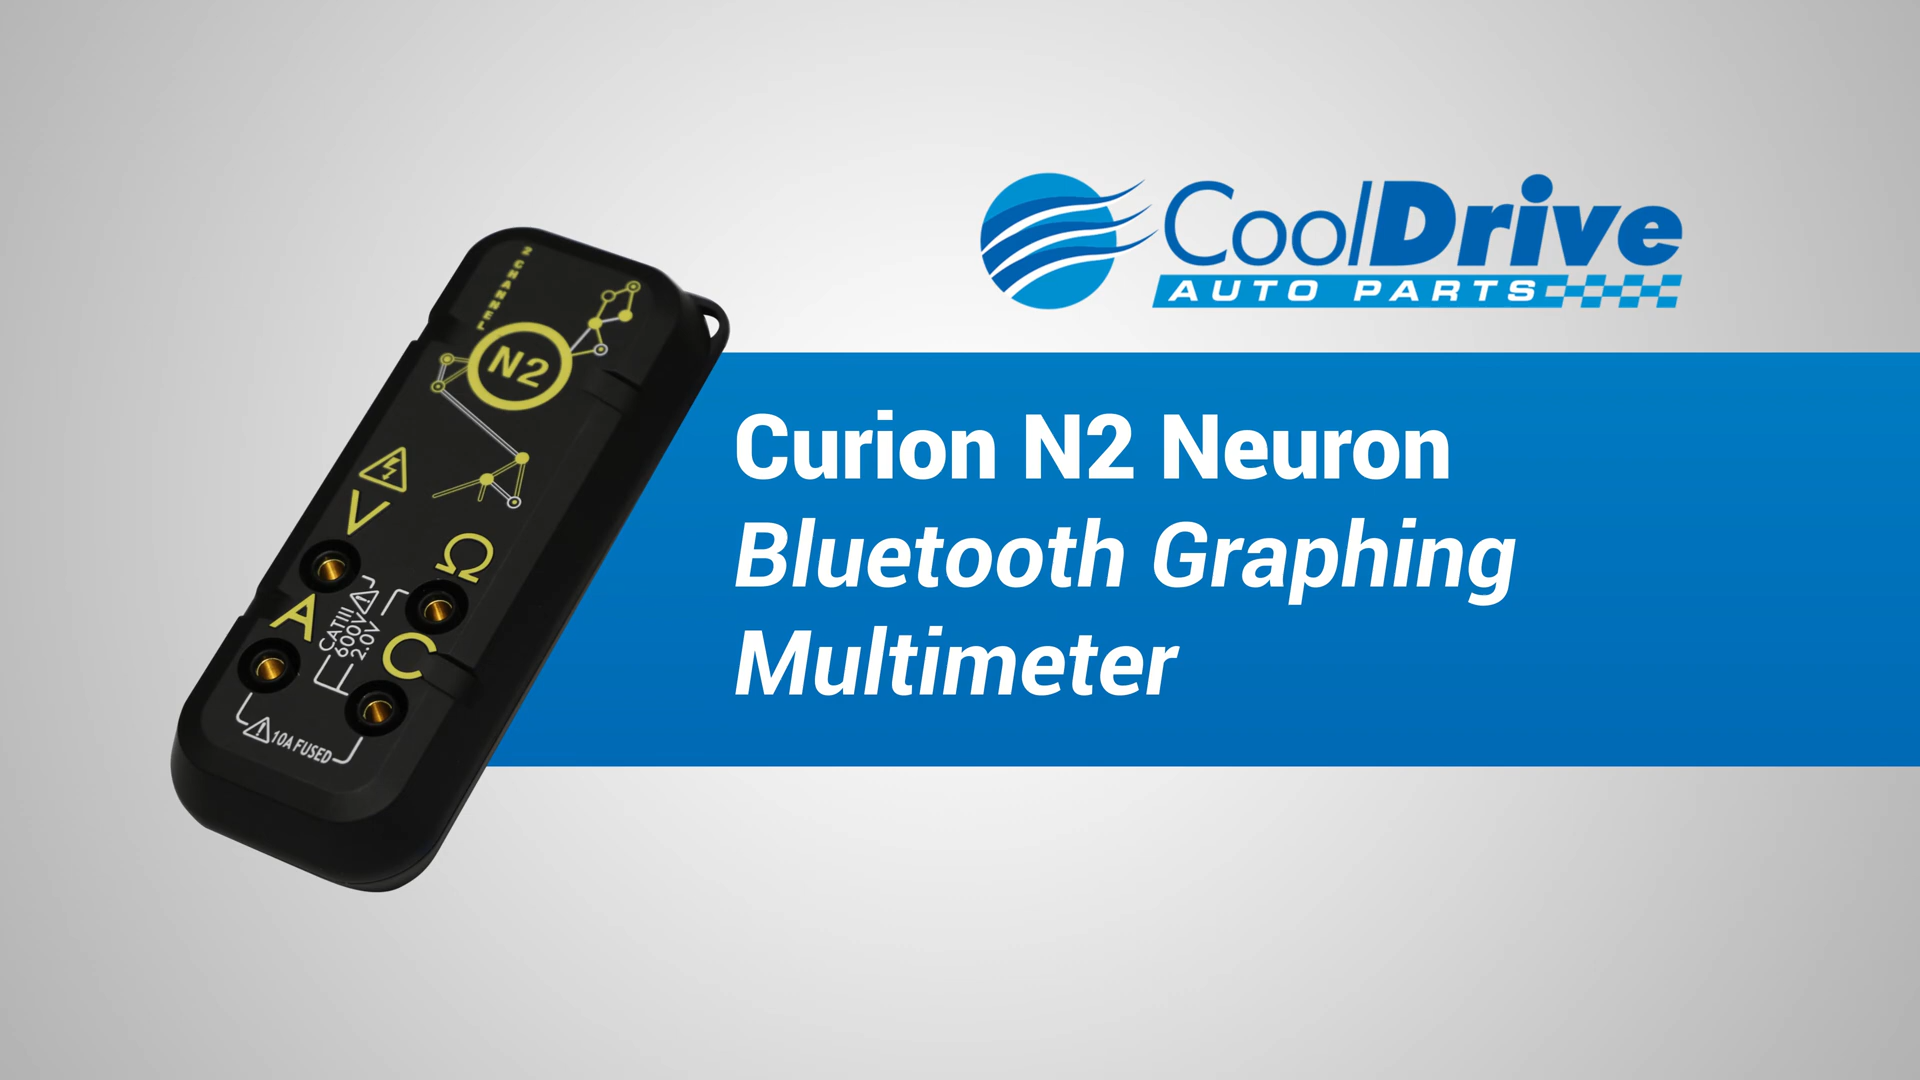 CoolDrive
AUTO PARTS
Curion N2 Neuron
Bluetooth Graphing
Multimeter
2 CHANNEL
N2
V
Ω
A
CATIII
600V
2.0V
C
10A FUSED